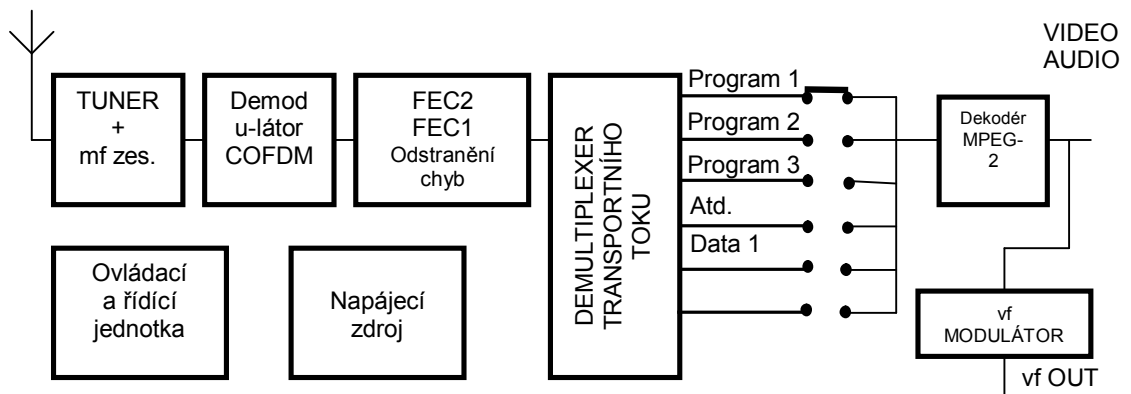 VIDEO
AUDIO
TUNER
+
mf zes.
Demod
u-látor
COFDM
FEC2
FEC1
Odstranění
chyb
DEMULTIPLEXER
TRANSPORTNÍHO
TOKU
Program 1
Program 2
Program 3
Atd.
Data 1
Dekodér
MPEG-
2
Ovládací
a řídící
jednotka
Napájecí
zdroj
vf
MODULÁTOR
vf OUT